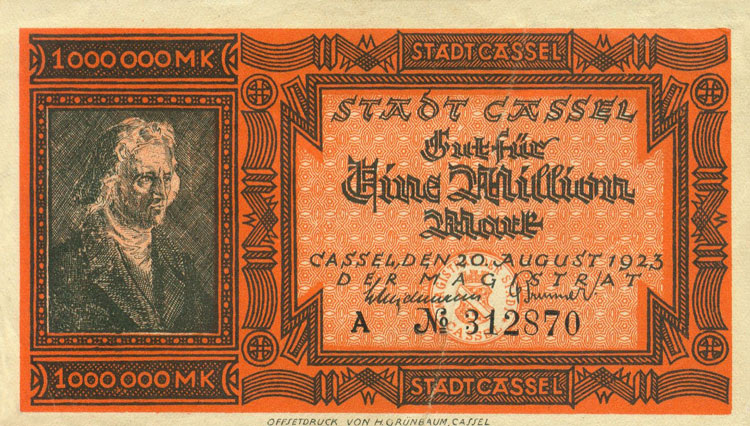 1000000 MK
STADT CASSEL
STADT CASSEL
Gut für
Eine Million
Mark
CASSEL, DEN 20. AUGUST 1923
DER MAGISTRAT
A № 312870
1000000 MK
STADT CASSEL
OFFSETDRUCK VON H. GRÜNBAUM, CASSEL